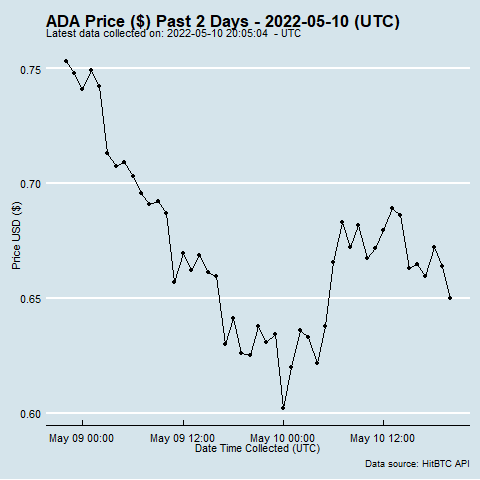 ADA Price ($) Past 2 Days - 2022-05-10 (UTC)
Latest data collected on: 2022-05-10 20:05:04 - UTC
0.75
0.70
0.65
0.60
Price USD ($)
May 09 00:00
May 09 12:00
May 10 00:00
May 10 12:00
Date Time Collected (UTC)
Data source: HitBTC API